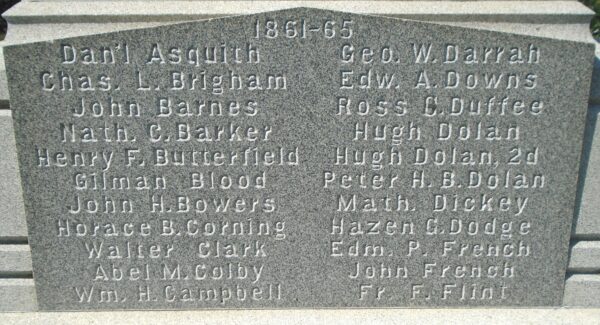 1861-65
Dan'l Asquith
Chas. L. Brigham
John Barnes
Nath. C. Barker
Henry F. Butterfield
Gilman Blood
John H. Bowers
Horace B. Corning
Walter Clark
Abel M. Colby
Wm. H. Campbell
Geo. W. Darrah
Edw. A. Downs
Ross C. Duffee
Hugh Dolan
Hugh Dolan, 2d
Peter H. B. Dolan
Math. Dickey
Hazen G. Dodge
Edm. P. French
John French
Fr. F. Flint